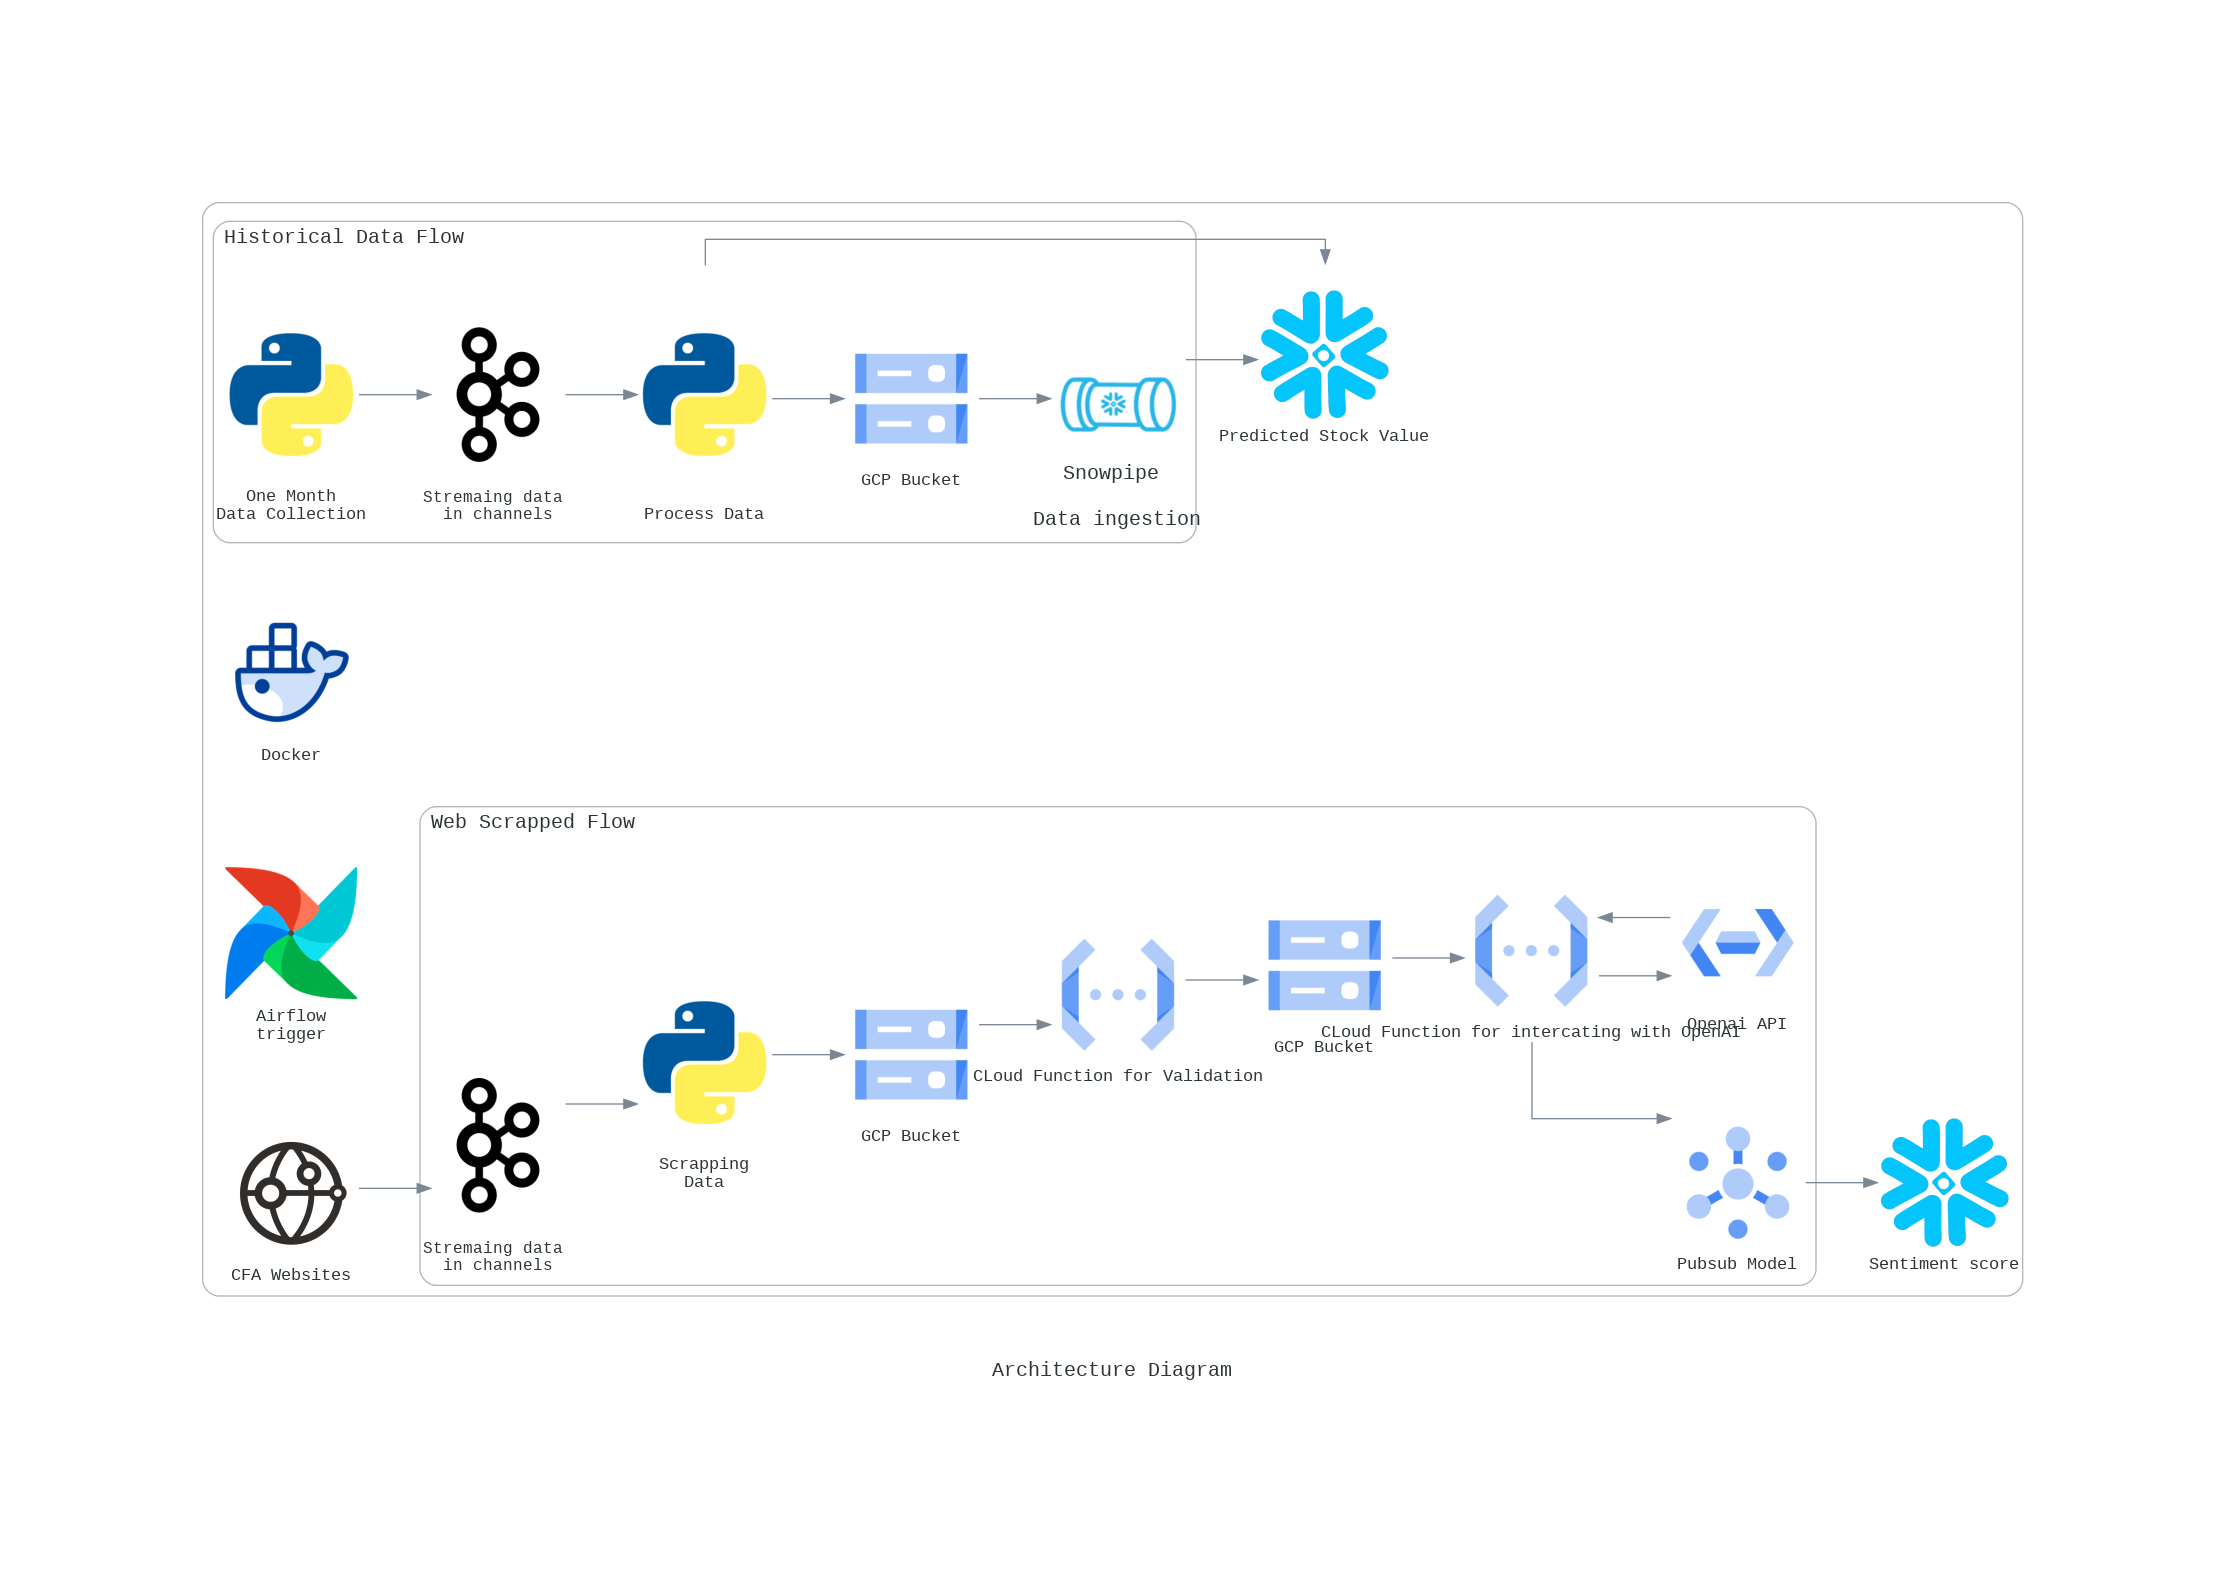 Historical Data Flow
One Month
Data Collection
Stremaing data
in channels
Process Data
GCP Bucket
Snowpipe
Data ingestion
Predicted Stock Value
Docker
Web Scrapped Flow
Airflow
trigger
CFA Websites
Stremaing data
in channels
Scrapping
Data
GCP Bucket
CLoud Function for Validation
GCP Bucket
CLoud Function for intercating with OpenAI
Openai API
Pubsub Model
Sentiment score
Architecture Diagram